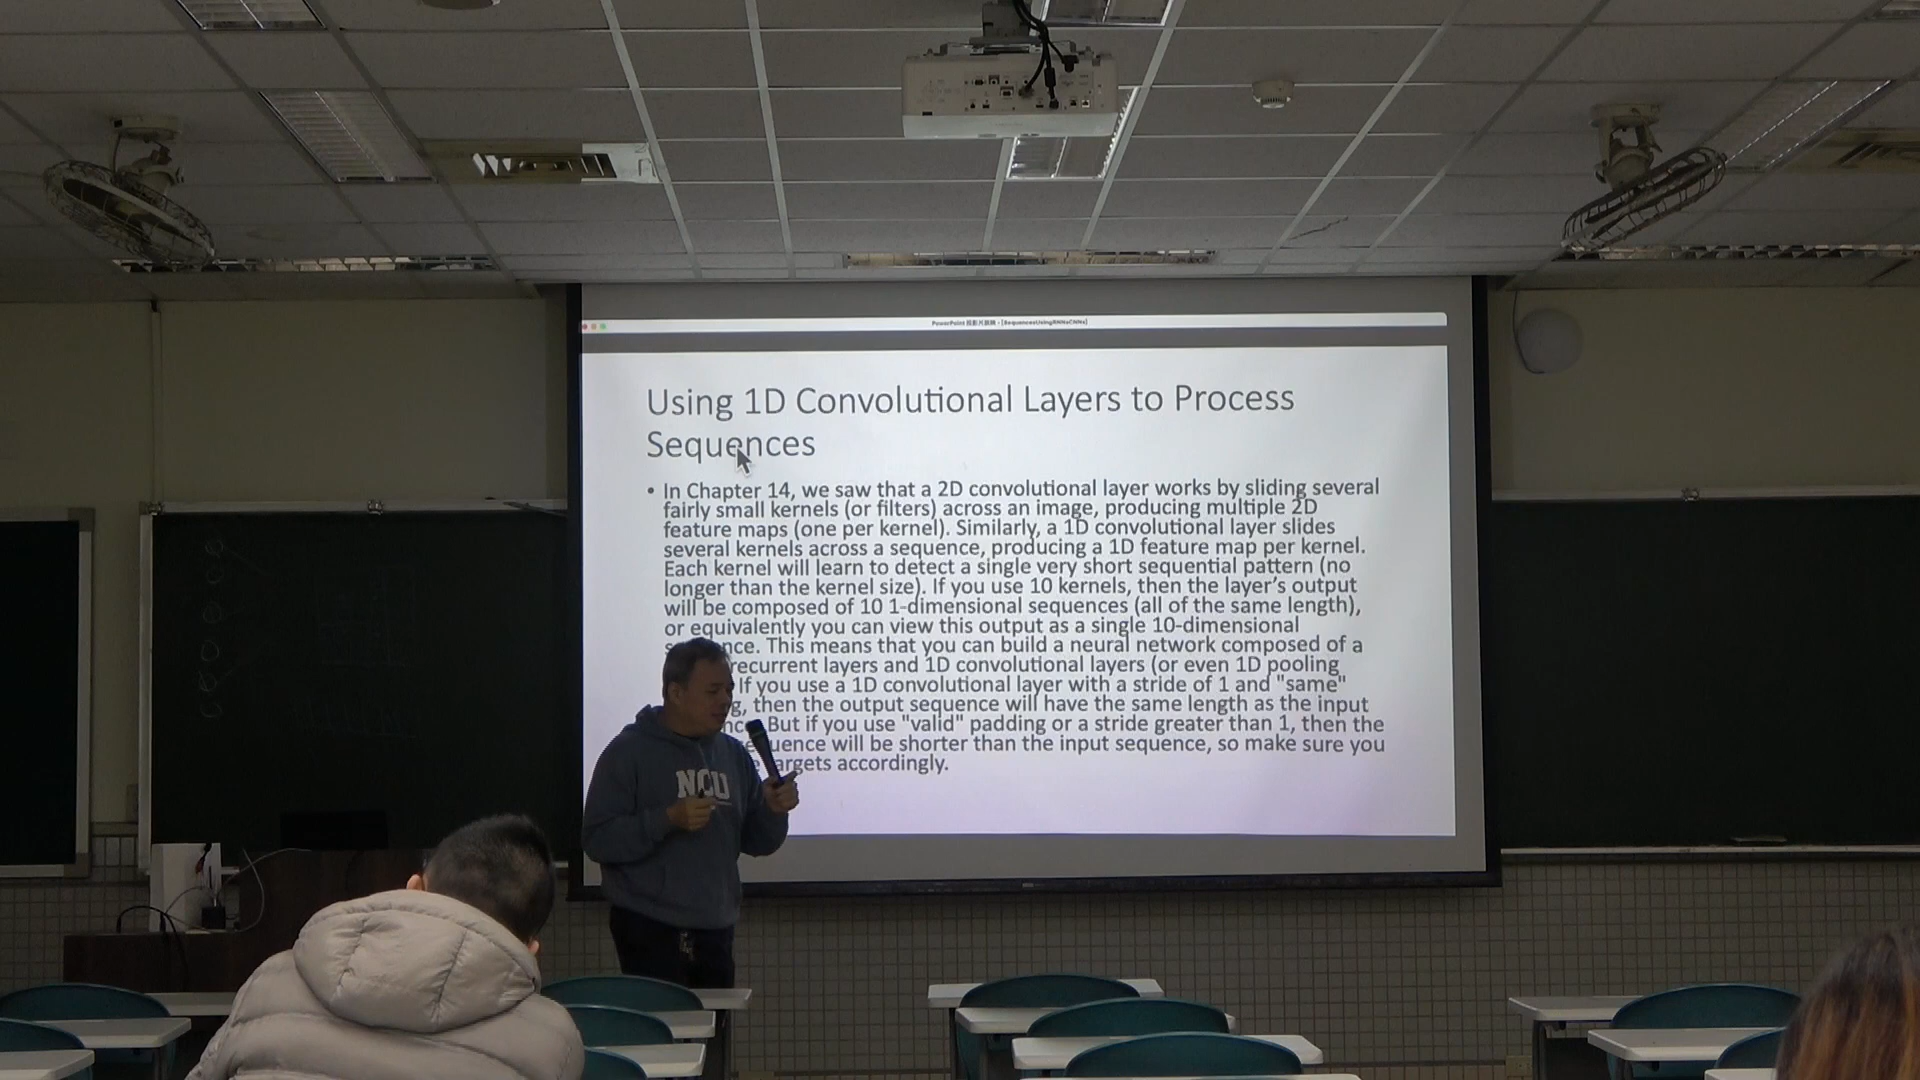 PowerPoint 投影片放映 - [SequencesUsingRNNsCNNs]
Using 1D Convolutional Layers to Process
Sequences
• In Chapter 14, we saw that a 2D convolutional layer works by sliding several
fairly small kernels (or filters) across an image, producing multiple 2D
feature maps (one per kernel). Similarly, a 1D convolutional layer slides
several kernels across a sequence, producing a 1D feature map per kernel.
Each kernel will learn to detect a single very short sequential pattern (no
longer than the kernel size). If you use 10 kernels, then the layer's output
will be composed of 10 1-dimensional sequences (all of the same length),
or equivalently you can view this output as a single 10-dimensional
nce. This means that you can build a neural network composed of a
recurrent layers and 1D convolutional layers (or even 1D pooling
If you use a 1D convolutional layer with a stride of 1 and "same"
g, then the output sequence will have the same length as the input
But if you use "valid" padding or a stride greater than 1, then the
uence will be shorter than the input sequence, so make sure you
argets accordingly.
NCU